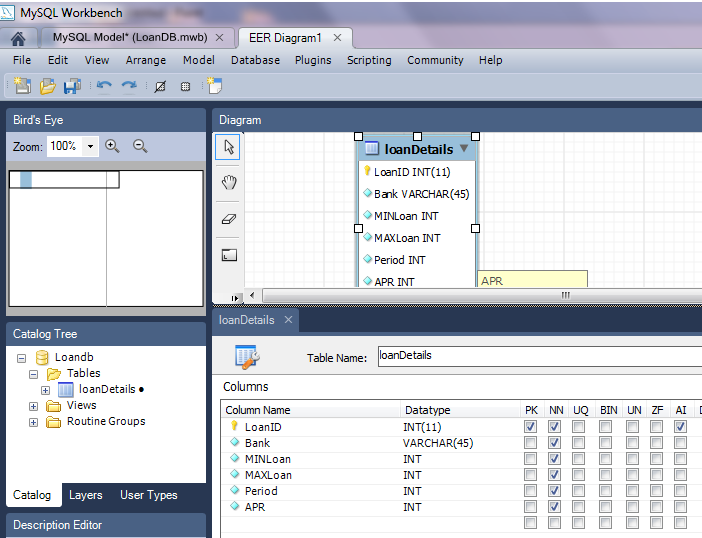 MySQL Workbench
MySQL Model* (LoanDB.mwb) × EER Diagram1 ×
File Edit View Arrange Model Database Plugins Scripting Community Help
Bird's Eye
Zoom: 100%
Diagram
loanDetails
LoanID INT(11)
Bank VARCHAR(45)
MINLoan INT
MAXLoan INT
Period INT
APR INT
APR
Catalog Tree
Loandb
Tables
loanDetails •
Views
Routine Groups
Catalog Layers User Types
Description Editor
loanDetails ×
Table Name: loanDetails
Columns
Column Name Datatype PK NN UQ BIN UN ZF AI
LoanID INT(11)
Bank VARCHAR(45)
MINLoan INT
MAXLoan INT
Period INT
APR INT